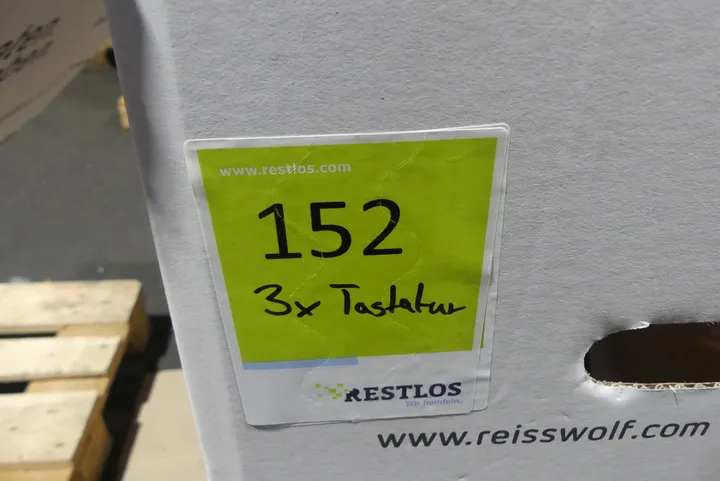 www.restlos.com
152
3x Tastatur
RESTLOS
Wir handeln.
www.reisswolf.com